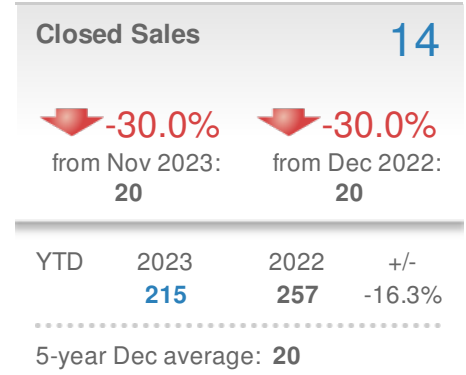 Closed Sales 14
-30.0% -30.0%
from Nov 2023: from Dec 2022:
20 20
YTD 2023 2022 +/-
215 257 -16.3%
5-year Dec average: 20